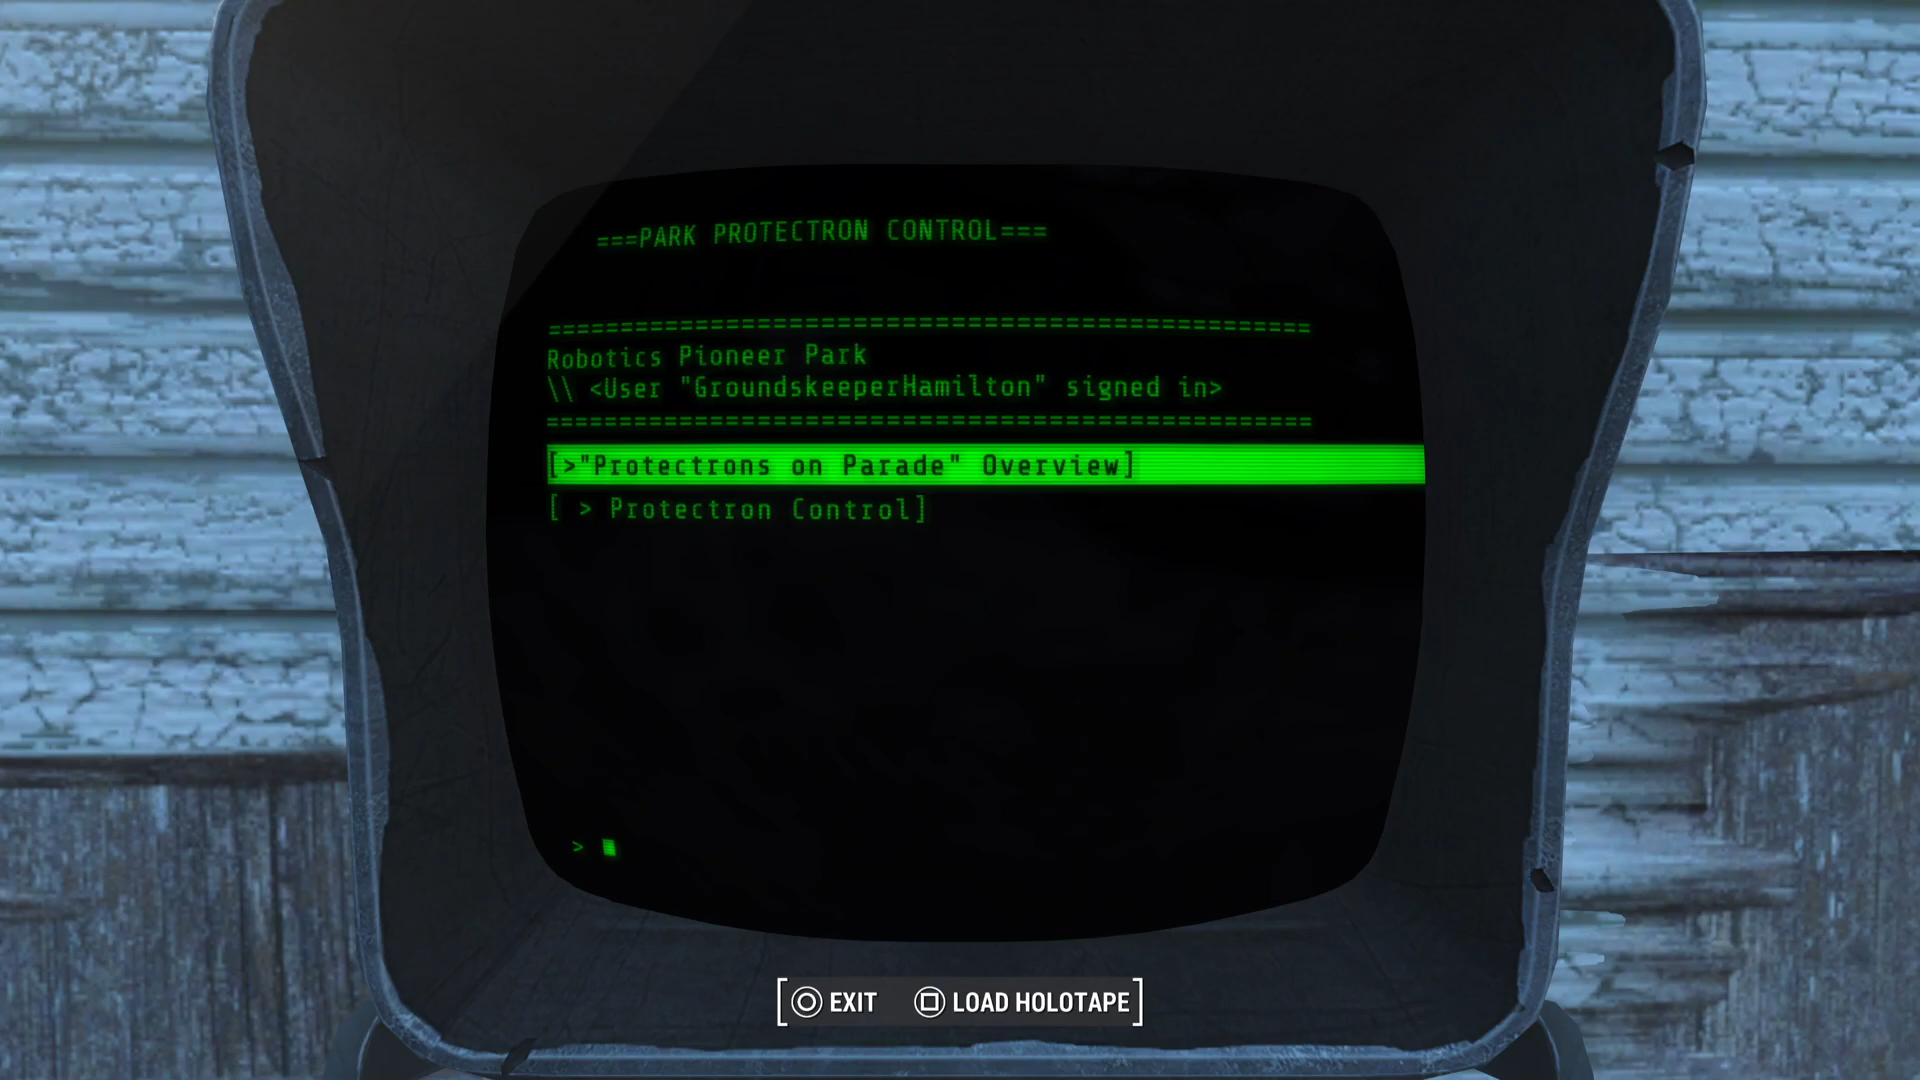 ===PARK PROTECTRON CONTROL===
=====================================================
Robotics Pioneer Park
\\ <User "GroundskeeperHamilton" signed in>
=====================================================
[>"Protectrons on Parade" Overview]
[ > Protectron Control]
>
[ EXIT LOAD HOLOTAPE]